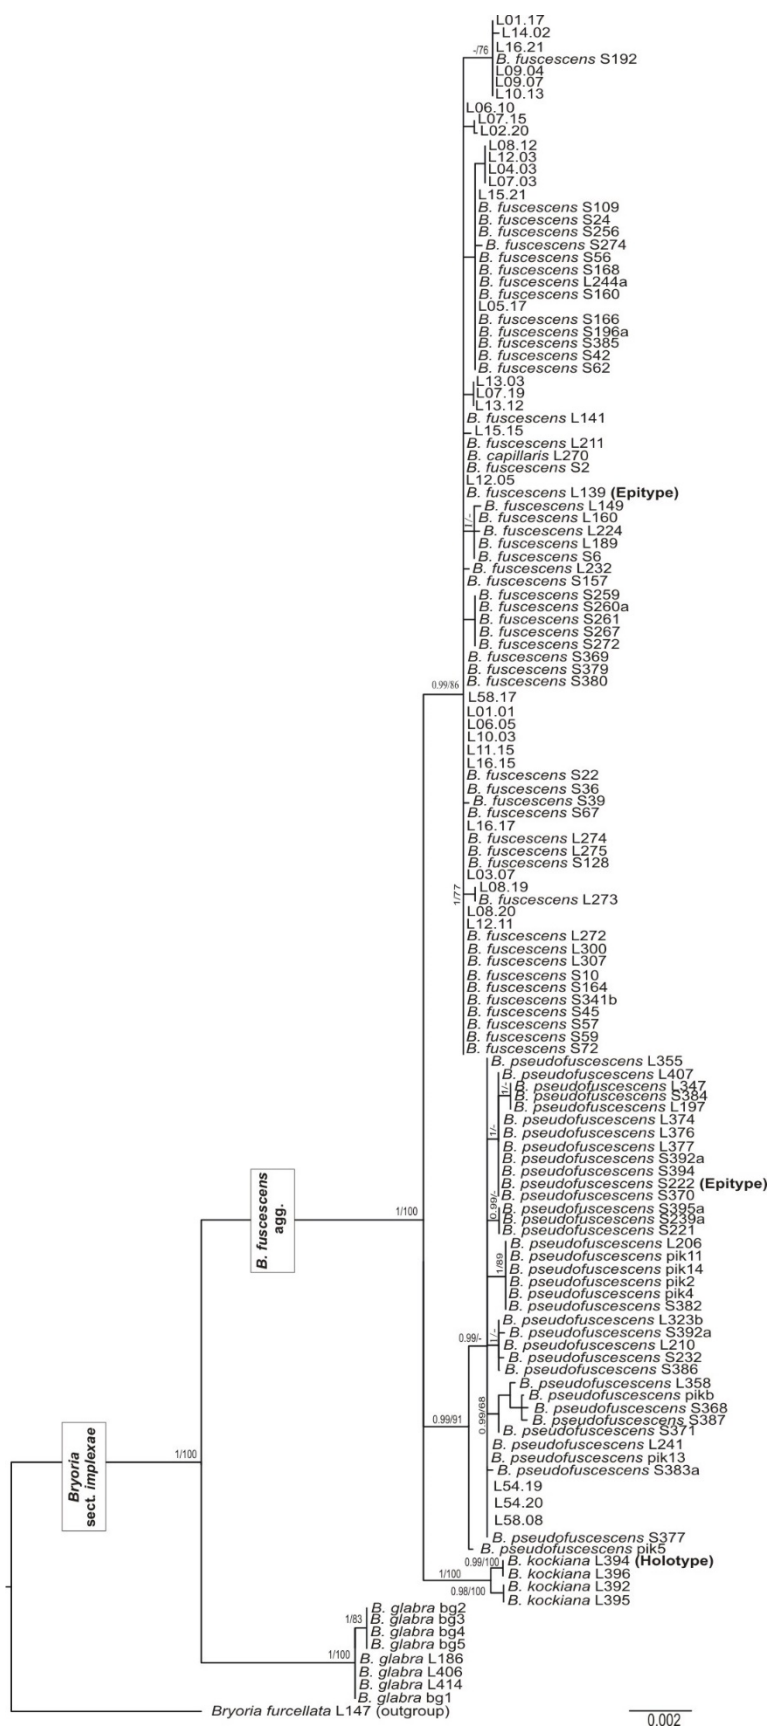 L01.17
L14.02
L16.21
-/76
B. fuscescens S192
L09.04
L09.07
L10.13
L06.10
L07.15
L02.20
L08.12
L12.03
L04.03
L07.03
L15.21
B. fuscescens S109
B. fuscescens S24
B. fuscescens S256
B. fuscescens S274
B. fuscescens S56
B. fuscescens S168
B. fuscescens L244a
B. fuscescens S160
L05.17
B. fuscescens S166
B. fuscescens S196a
B. fuscescens S385
B. fuscescens S42
B. fuscescens S62
L13.03
L07.19
L13.12
B. fuscescens L141
L15.15
B. fuscescens L211
B. capillaris L270
B. fuscescens S2
L12.05
B. fuscescens L139 (Epitype)
B. fuscescens L149
1/-
B. fuscescens L160
B. fuscescens L224
B. fuscescens L189
B. fuscescens S6
B. fuscescens L232
B. fuscescens S157
B. fuscescens S259
B. fuscescens S260a
B. fuscescens S261
B. fuscescens S267
B. fuscescens S272
B. fuscescens S369
B. fuscescens S379
B. fuscescens S380
0.99/86
L58.17
L01.01
L06.05
L10.03
L11.15
L16.15
B. fuscescens S22
B. fuscescens S36
B. fuscescens S39
B. fuscescens S67
L16.17
B. fuscescens L274
B. fuscescens L275
B. fuscescens S128
L03.07
1/77
L08.19
B. fuscescens L273
L08.20
L12.11
B. fuscescens L272
B. fuscescens L300
B. fuscescens L307
B. fuscescens S10
B. fuscescens S164
B. fuscescens S341b
B. fuscescens S45
B. fuscescens S57
B. fuscescens S59
B. fuscescens S72
B. pseudofuscescens L355
B. pseudofuscescens L407
1/-
B. pseudofuscescens L347
B. pseudofuscescens S384
B. pseudofuscescens L197
B. pseudofuscescens L374
1/-
B. pseudofuscescens L376
B. pseudofuscescens L377
B. pseudofuscescens S392a
B. pseudofuscescens S394
B. pseudofuscescens S222 (Epitype)
B. pseudofuscescens S370
0.99/-
B. pseudofuscescens S395a
B. pseudofuscescens S239a
B. pseudofuscescens S221
B. fuscescens
agg.
1/100
B. pseudofuscescens L206
B. pseudofuscescens pik11
1/89
B. pseudofuscescens pik14
B. pseudofuscescens pik2
B. pseudofuscescens pik4
B. pseudofuscescens S382
B. pseudofuscescens L323b
1/-
B. pseudofuscescens S392a
0.99/-
B. pseudofuscescens L210
B. pseudofuscescens S232
B. pseudofuscescens S386
B. pseudofuscescens L358
B. pseudofuscescens pikb
B. pseudofuscescens S368
0.99/68
B. pseudofuscescens S387
0.99/91
B. pseudofuscescens S371
B. pseudofuscescens L241
B. pseudofuscescens pik13
B. pseudofuscescens S383a
Bryoria
sect. implexae
1/100
L54.19
L54.20
L58.08
B. pseudofuscescens S377
B. pseudofuscescens pik5
0.99/100
B. kockiana L394 (Holotype)
1/100
B. kockiana L396
0.98/100
B. kockiana L392
B. kockiana L395
B. glabra bg2
1/83
B. glabra bg3
B. glabra bg4
B. glabra bg5
1/100
B. glabra L186
B. glabra L406
B. glabra L414
B. glabra bg1
Bryoria furcellata L147 (outgroup)
0.002